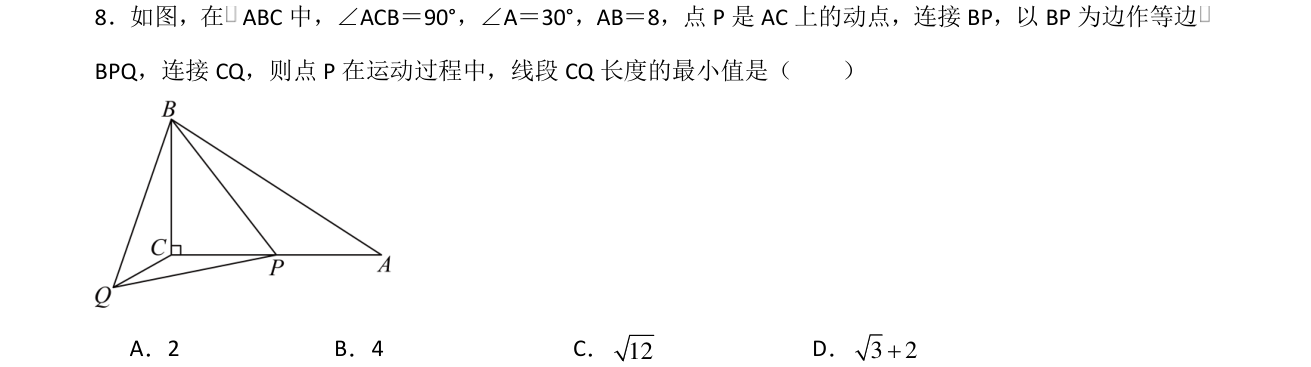 8．如图，在 ABC 中，∠ACB＝90°，∠A＝30°，AB＝8，点 P 是 AC 上的动点，连接 BP，以 BP 为边作等边
BPQ，连接 CQ，则点 P 在运动过程中，线段 CQ 长度的最小值是（　　）
B
C
P
A
Q
A．2 B．4 C．√12 D．√3+2